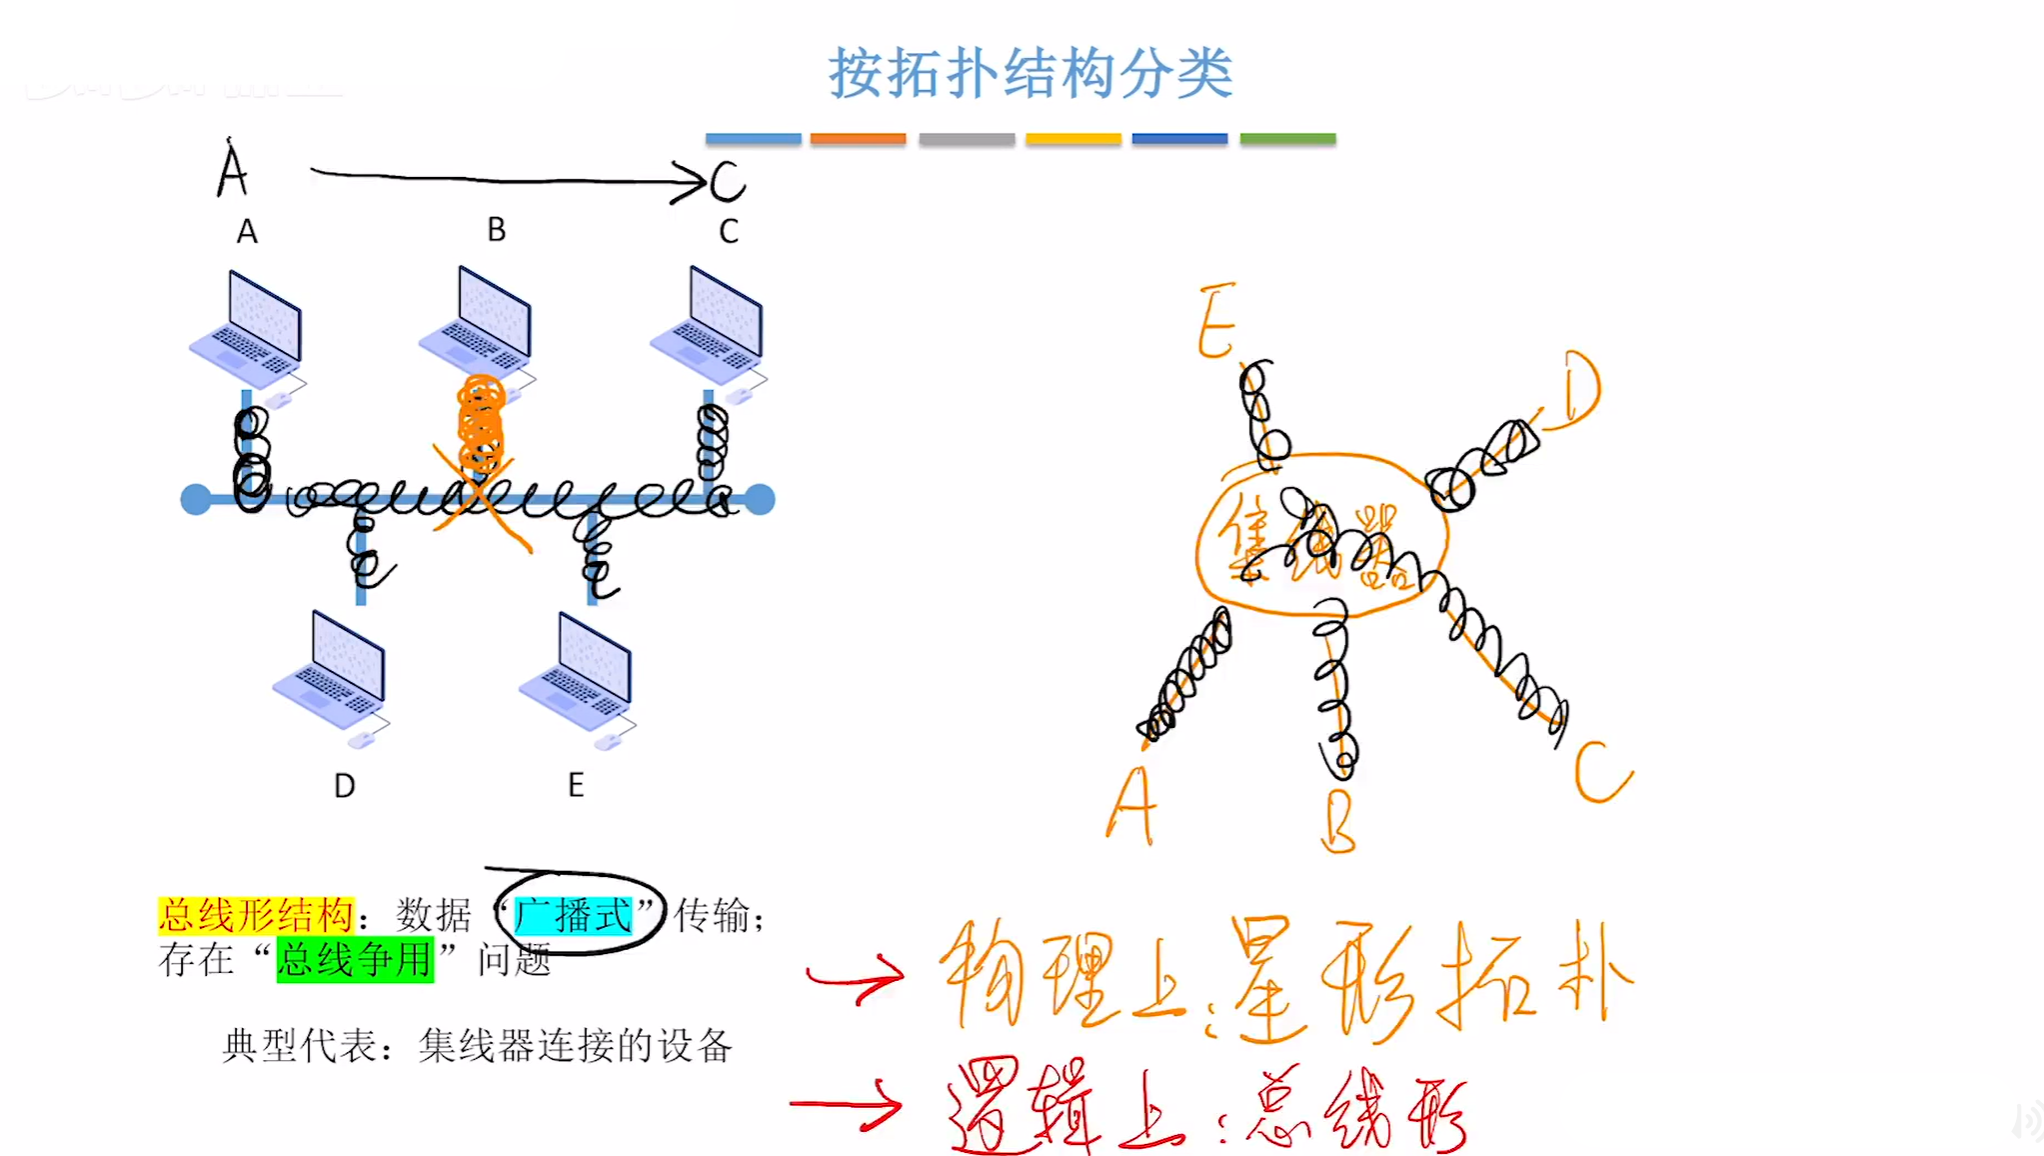 按拓扑结构分类
A C
A B C
D E
总线形结构：数据“广播式”传输；
存在“总线争用”问题
典型代表：集线器连接的设备
E
D
集线器
A
B
C
物理上：星形拓扑
逻辑上：总线形